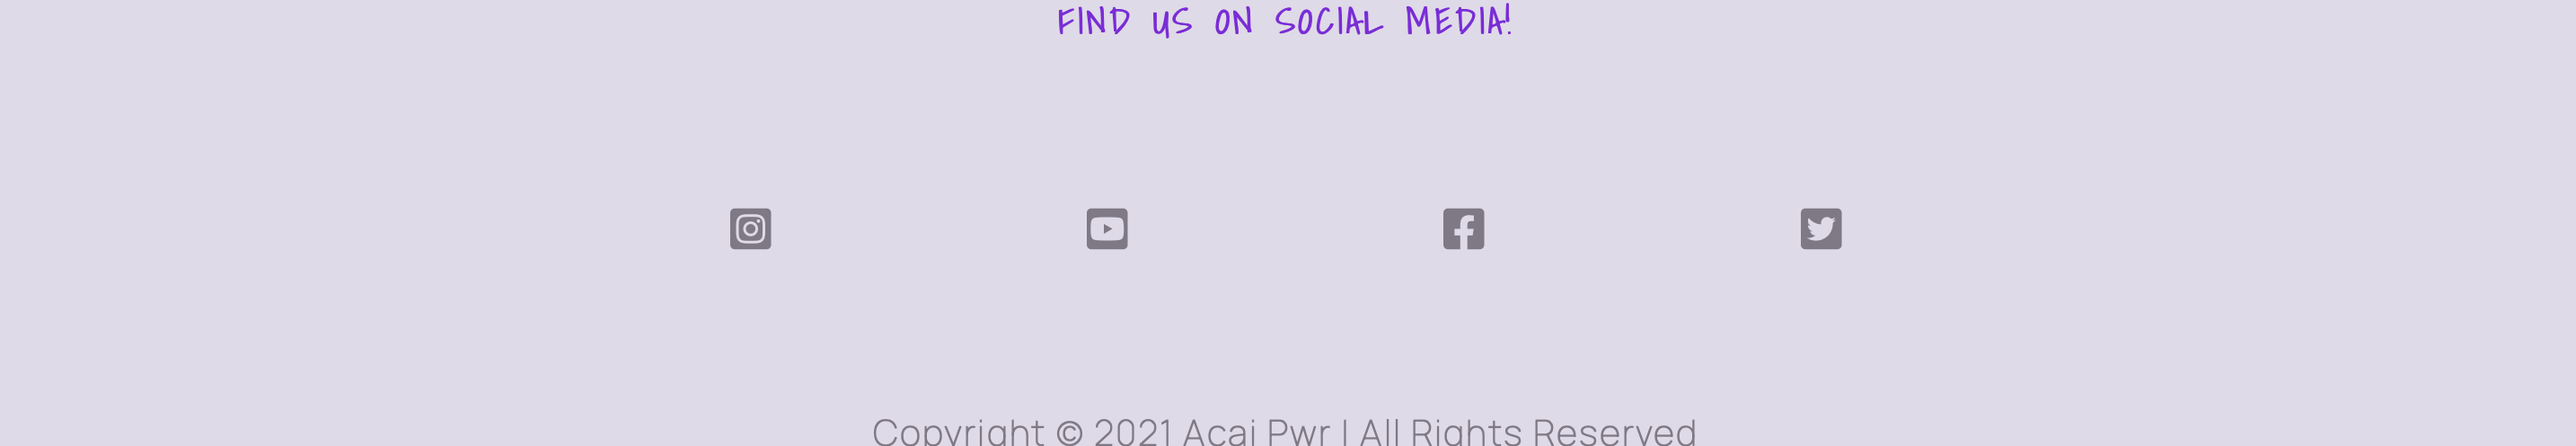 FIND US ON SOCIAL MEDIA!
Copyright © 2021 Acai Pwr | All Rights Reserved